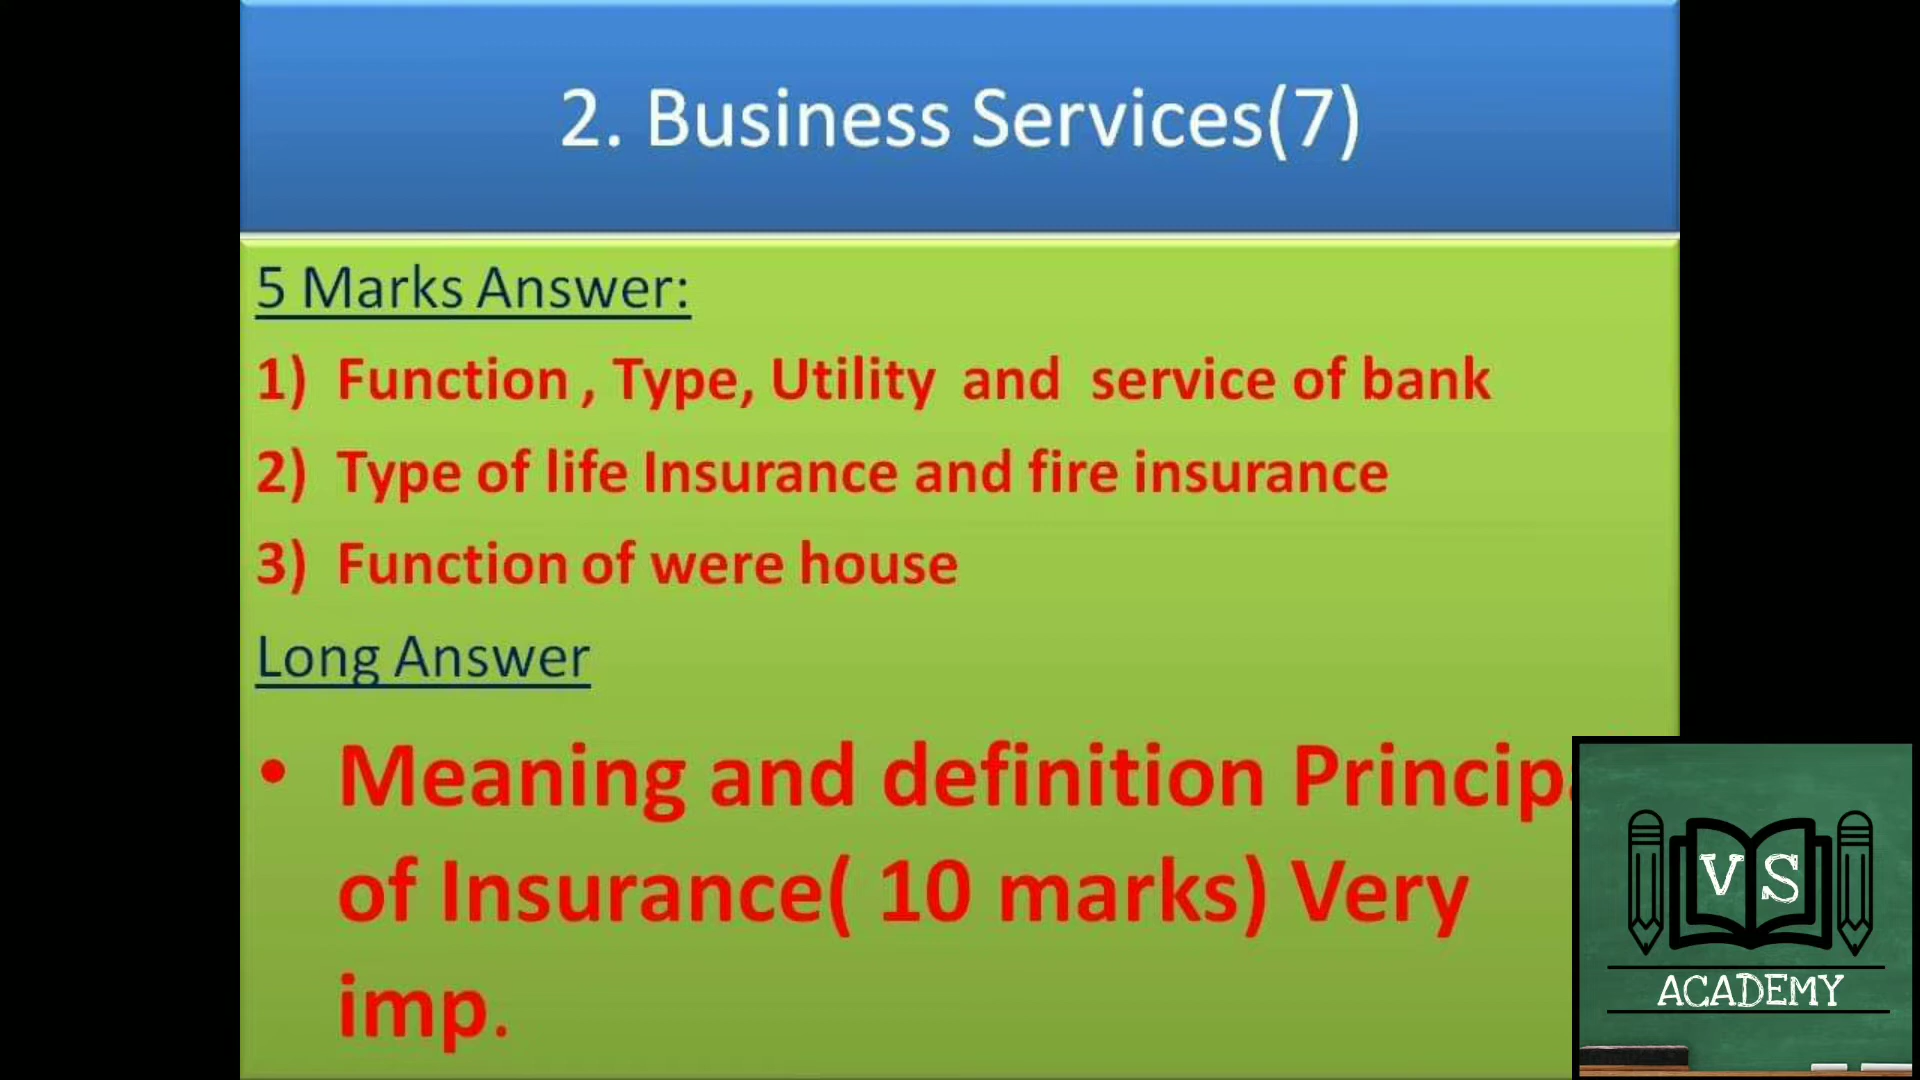 2. Business Services(7)
5 Marks Answer:
1) Function , Type, Utility and service of bank
2) Type of life Insurance and fire insurance
3) Function of were house
Long Answer
• Meaning and definition
of Insurance( 10 marks) Very
imp.
V S
ACADEMY